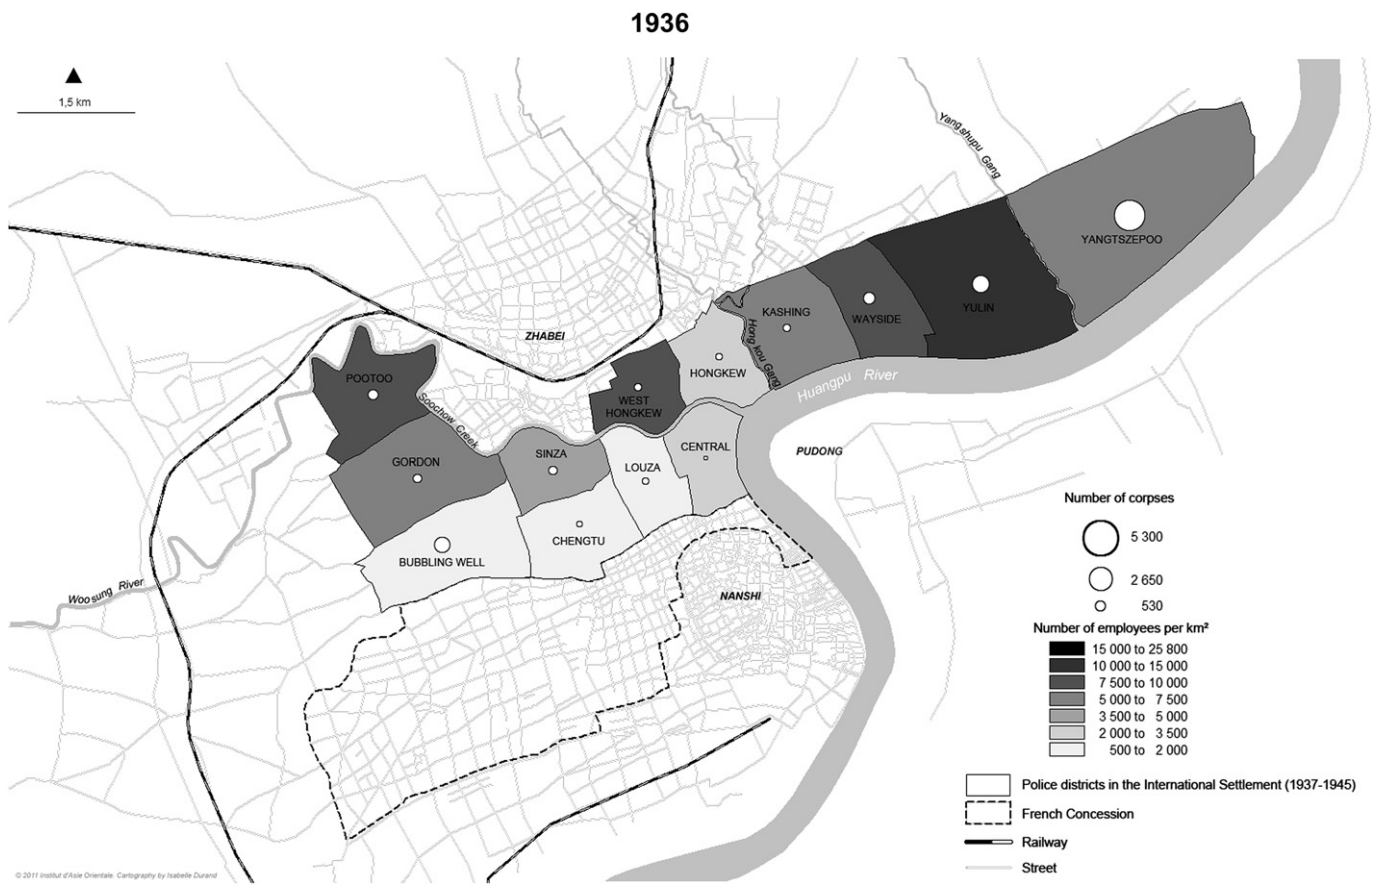 1936
1,5 km
Yangshupu Gang
YANGTSZEPOO
KASHING
WAYSIDE
YULIN
ZHABEI
Hong kou Gang
HONGKEW
POOTOO
WEST
HONGKEW
Huangpu River
Soochow Creek
CENTRAL
PUDONG
SINZA
GORDON
LOUZA
CHENGTU
BUBBLING WELL
Woosung River
NANSHI
Number of corpses
5 300
2 650
530
Number of employees per km²
15 000 to 25 800
10 000 to 15 000
7 500 to 10 000
5 000 to 7 500
3 500 to 5 000
2 000 to 3 500
500 to 2 000
Police districts in the International Settlement (1937-1945)
French Concession
Railway
Street
© 2011 Institut d'Asie Orientale. Cartography by Isabelle Durand